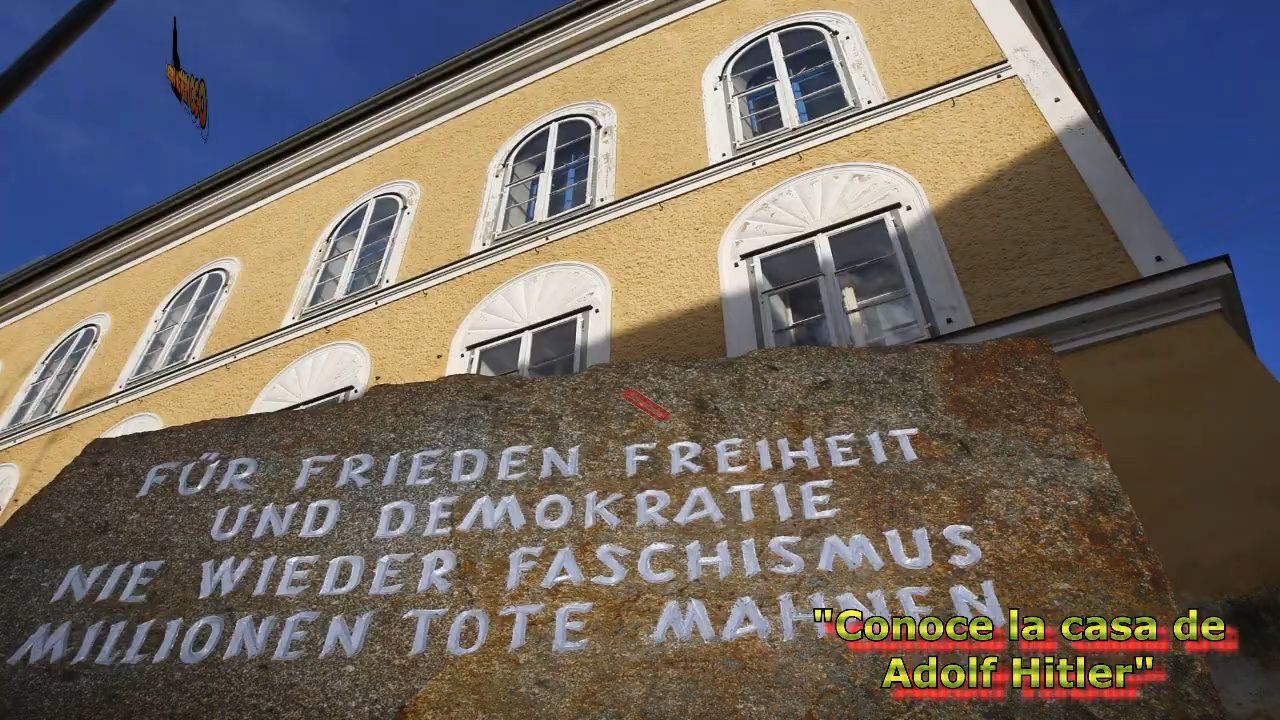 FÜR FRIEDEN FREIHEIT
UND DEMOKRATIE
NIE WIEDER FASCHISMUS
MILLIONEN TOTE MAHNEN
"Conoce la casa de
Adolf Hitler"